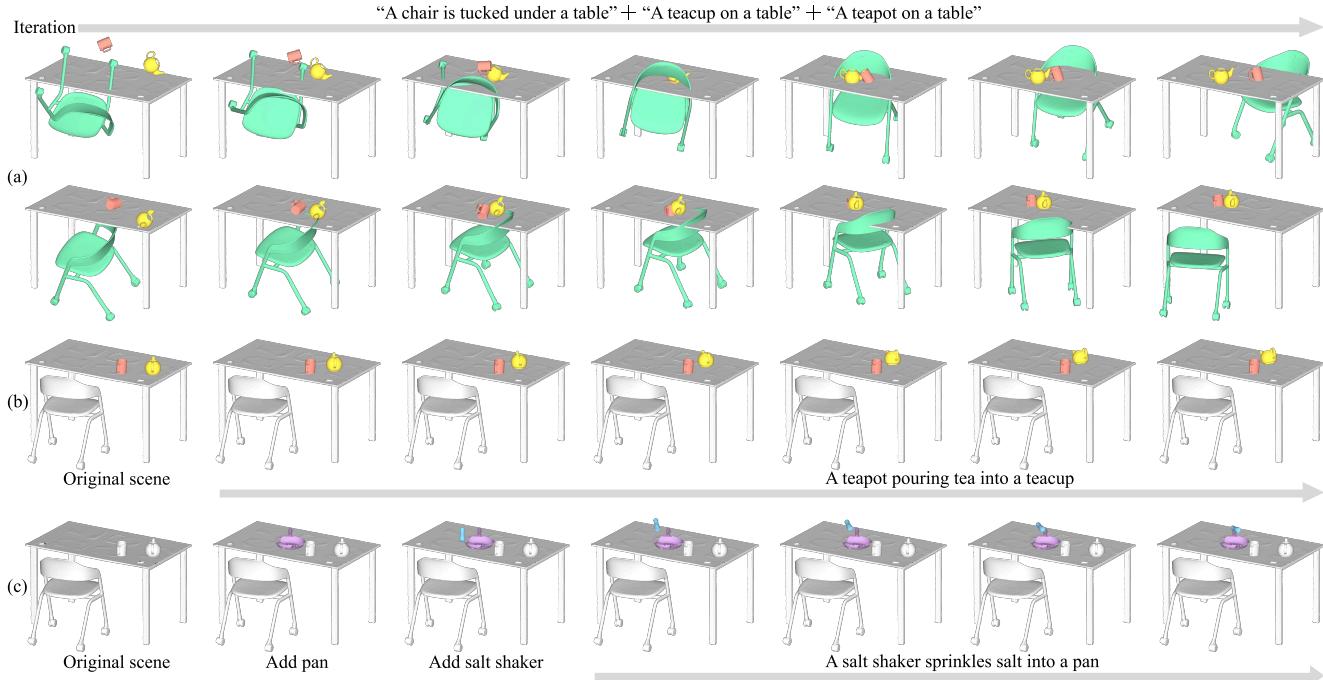 “A chair is tucked under a table” + “A teacup on a table” + “A teapot on a table”
Iteration
(a)
(b)
Original scene
A teapot pouring tea into a teacup
(c)
Original scene
Add pan
Add salt shaker
A salt shaker sprinkles salt into a pan